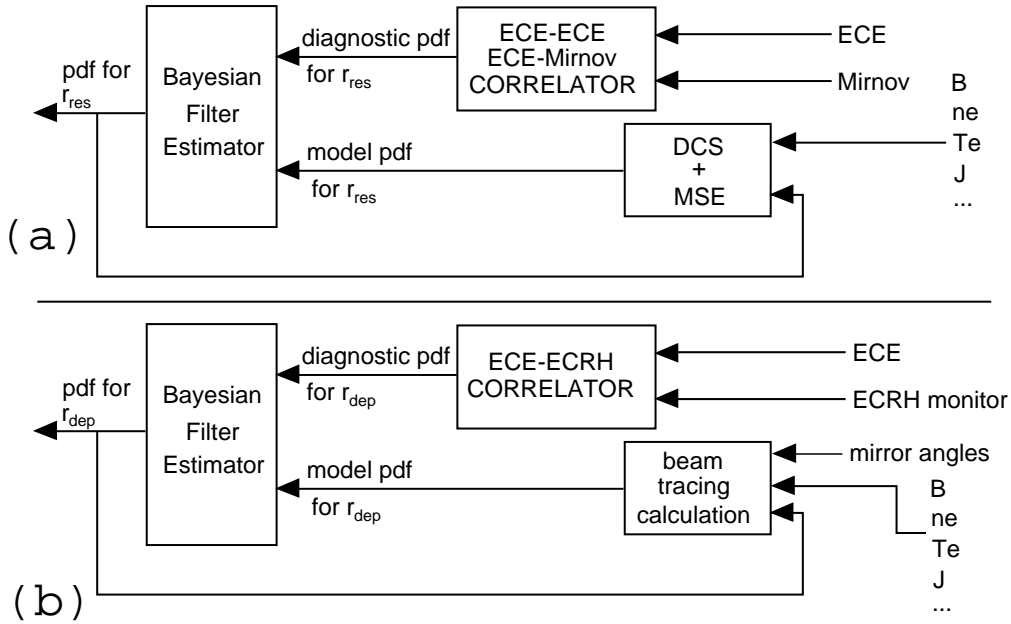 pdf for
r_res
Bayesian
Filter
Estimator
diagnostic pdf
for r_res
ECE-ECE
ECE-Mirnov
CORRELATOR
ECE
Mirnov
model pdf
for r_res
DCS
+
MSE
B
ne
Te
J
...
(a)
pdf for
r_dep
Bayesian
Filter
Estimator
diagnostic pdf
for r_dep
ECE-ECRH
CORRELATOR
ECE
ECRH monitor
model pdf
for r_dep
beam
tracing
calculation
mirror angles
B
ne
Te
J
...
(b)